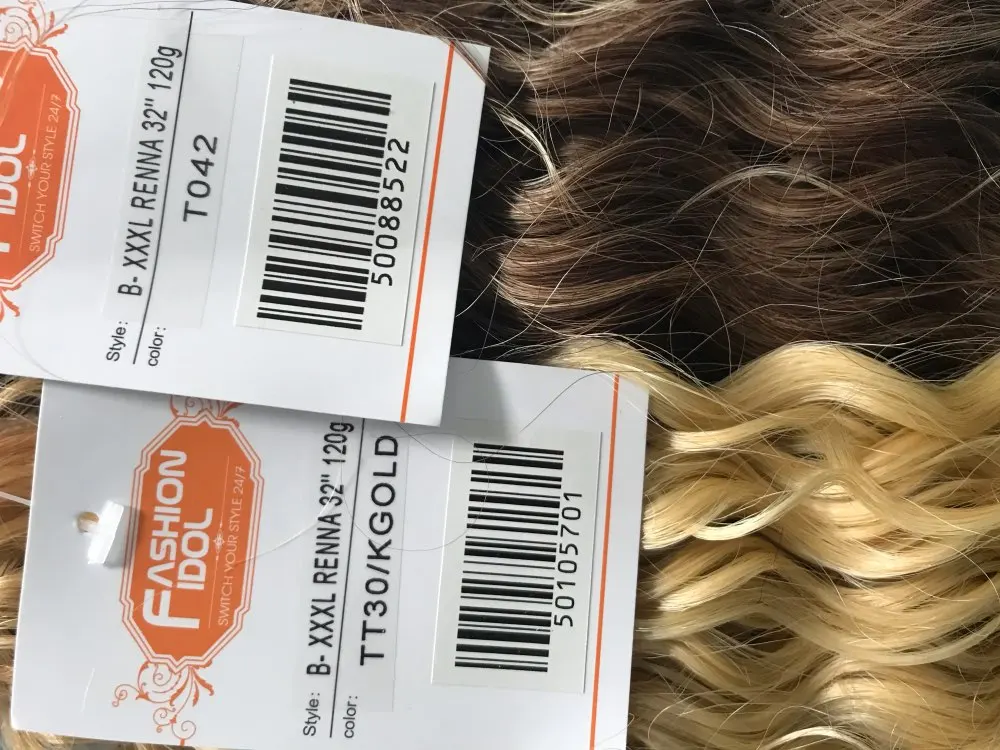 IDOL
SWITCH YOUR STYLE 24/7
Style: B- XXXL RENNA 32" 120g
color: T042
50088522
FASHION
IDOL
SWITCH YOUR STYLE 24/7
Style: B- XXXL RENNA 32" 120g
color: TT30/KGOLD
50105701